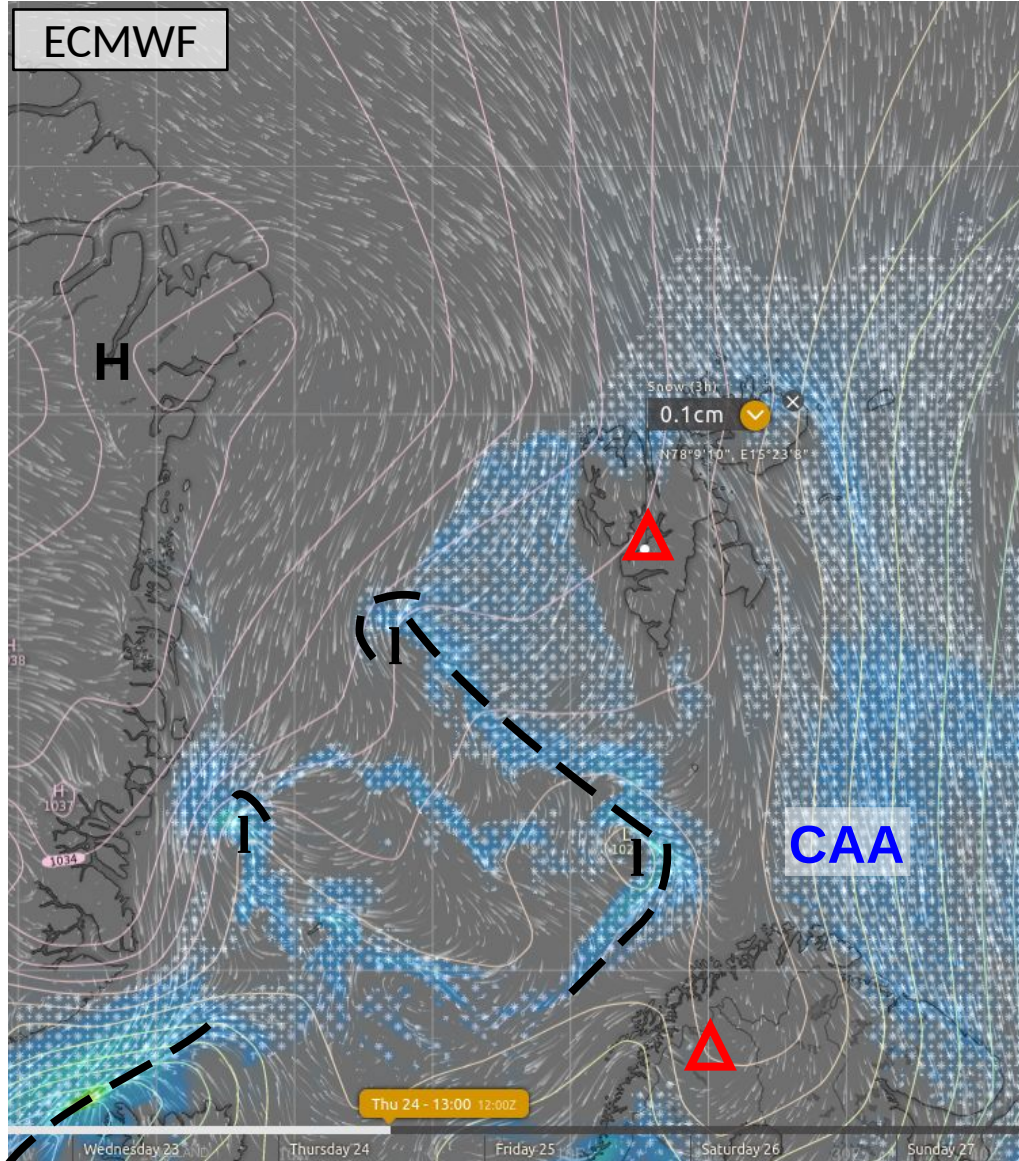 ECMWF
H
Snow (3h)
0.1cm
N78°9'10", E15°23'8"
l
H
1037
l
1034
L
102
l
CAA
Thu 24 - 13:00 12:00Z
Wednesday 23
Thursday 24
Friday 25
Saturday 26
Sunday 27